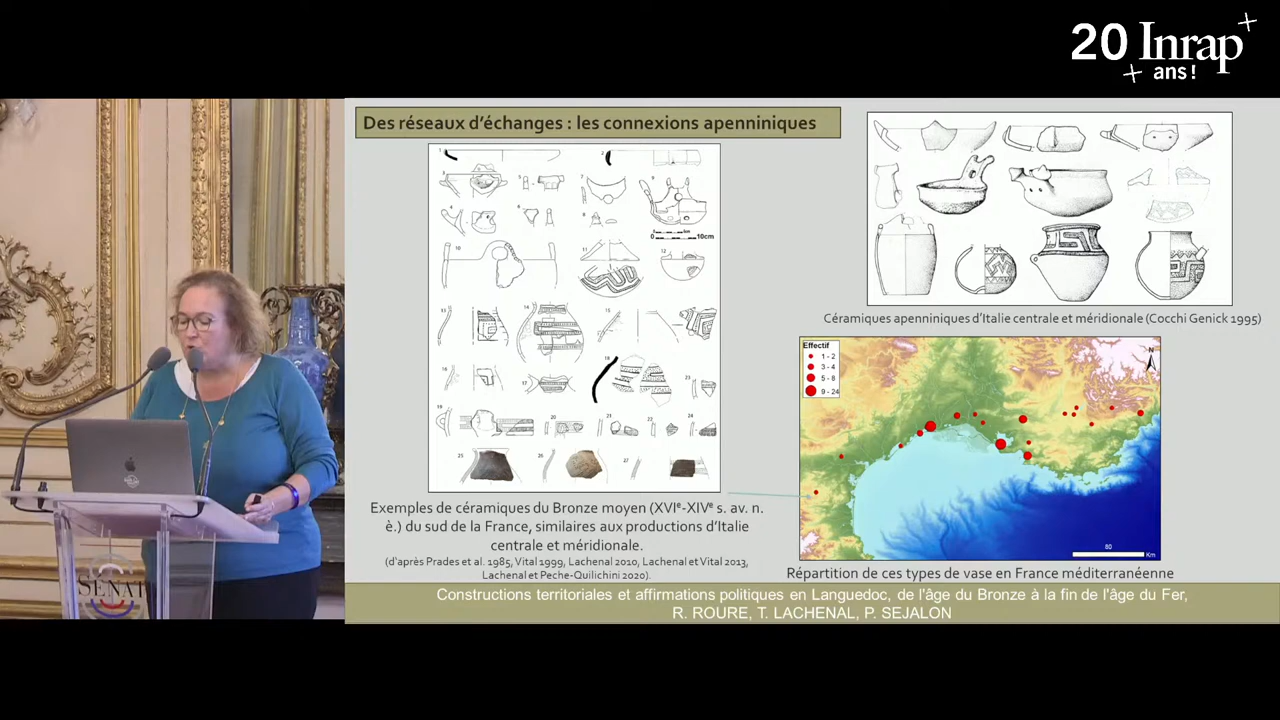 20 Inrap
ans !
Des réseaux d'échanges : les connexions apenniniques
10cm
Exemples de céramiques du Bronze moyen (XVIᵉ-XIVᵉ s. av. n.
è.) du sud de la France, similaires aux productions d'Italie
centrale et méridionale.
(d'après Prades et al. 1985, Vital 1999, Lachenal 2010, Lachenal et Vital 2013,
Lachenal et Peche-Quilichini 2020).
Céramiques apenniniques d'Italie centrale et méridionale (Cocchi Genick 1995)
Effectif
1 - 2
3 - 4
5 - 8
9 - 24
N
80
Km
Répartition de ces types de vase en France méditerranéenne
Constructions territoriales et affirmations politiques en Languedoc, de l'âge du Bronze à la fin de l'âge du Fer,
R. ROURE, T. LACHENAL, P. SEJALON
SENAT